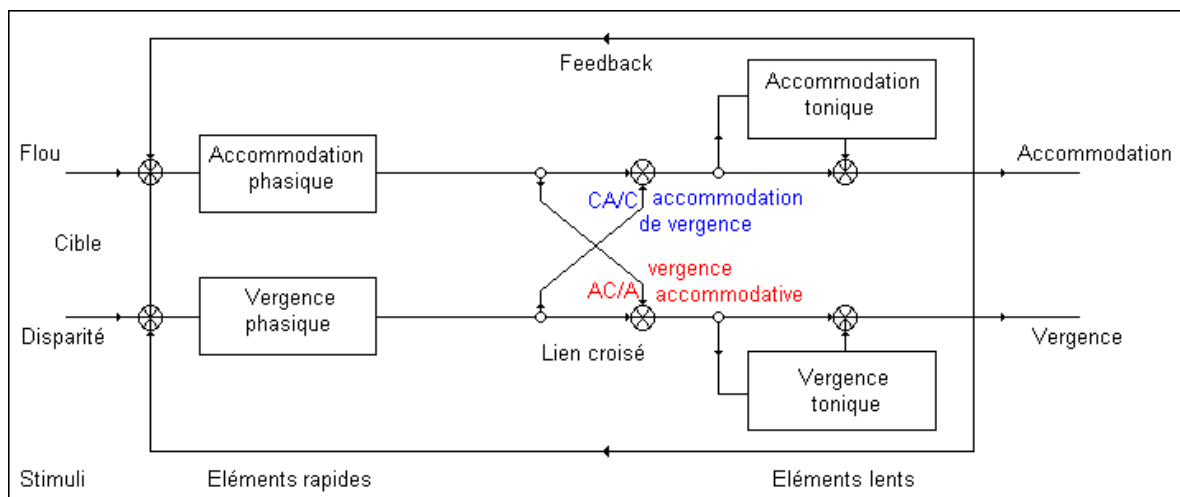 Feedback
Accommodation
tonique
Flou
Accommodation
phasique
Accommodation
CA/C accommodation
de vergence
Cible
vergence
AC/A accommodative
Vergence
phasique
Disparité
Lien croisé
Vergence
Vergence
tonique
Stimuli
Eléments rapides
Eléments lents